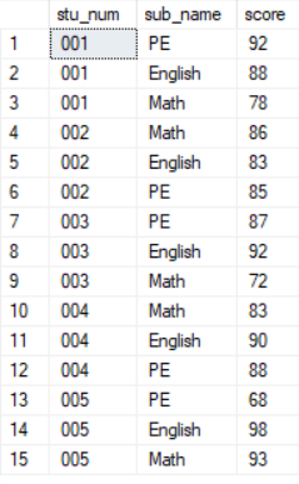 stu_num sub_name score
1 001 PE 92
2 001 English 88
3 001 Math 78
4 002 Math 86
5 002 English 83
6 002 PE 85
7 003 PE 87
8 003 English 92
9 003 Math 72
10 004 Math 83
11 004 English 90
12 004 PE 88
13 005 PE 68
14 005 English 98
15 005 Math 93